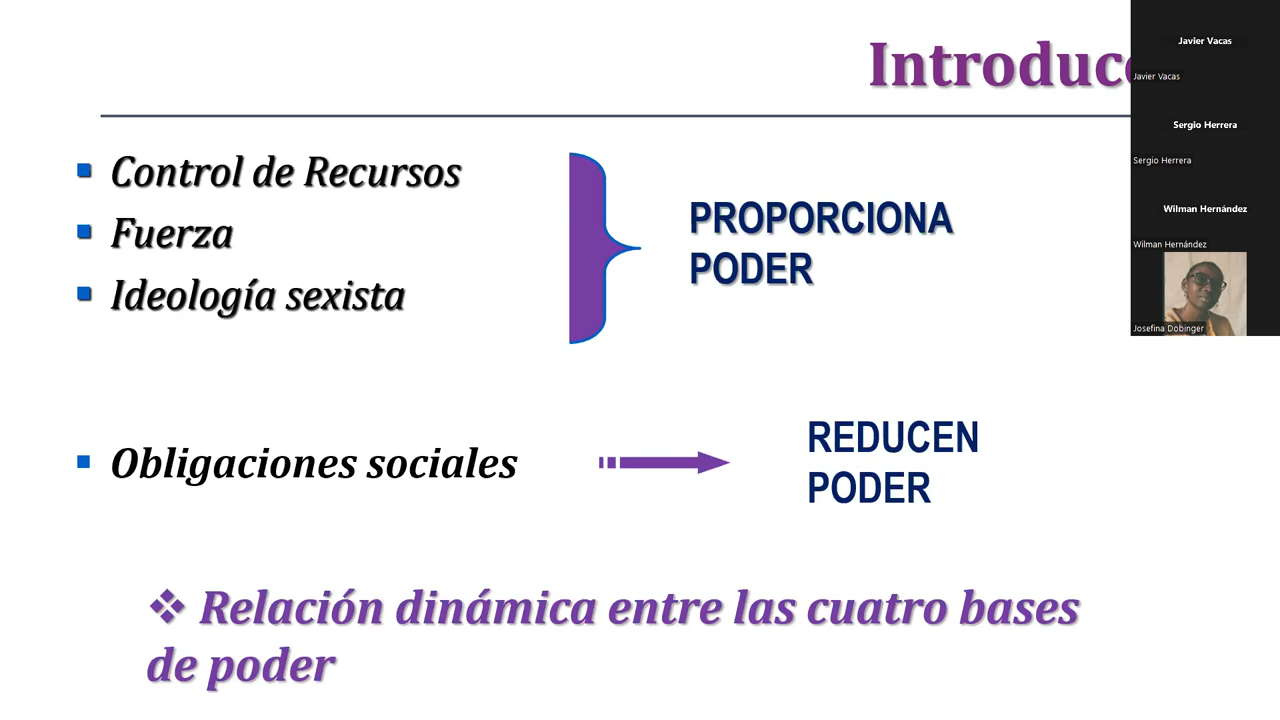 Introduc
Control de Recursos
Fuerza
Ideología sexista
PROPORCIONA
PODER
Obligaciones sociales
REDUCEN
PODER
Relación dinámica entre las cuatro bases
de poder
Javier Vacas
Javier Vacas
Sergio Herrera
Sergio Herrera
Wilman Hernández
Wilman Hernández
Josefina Dobinger